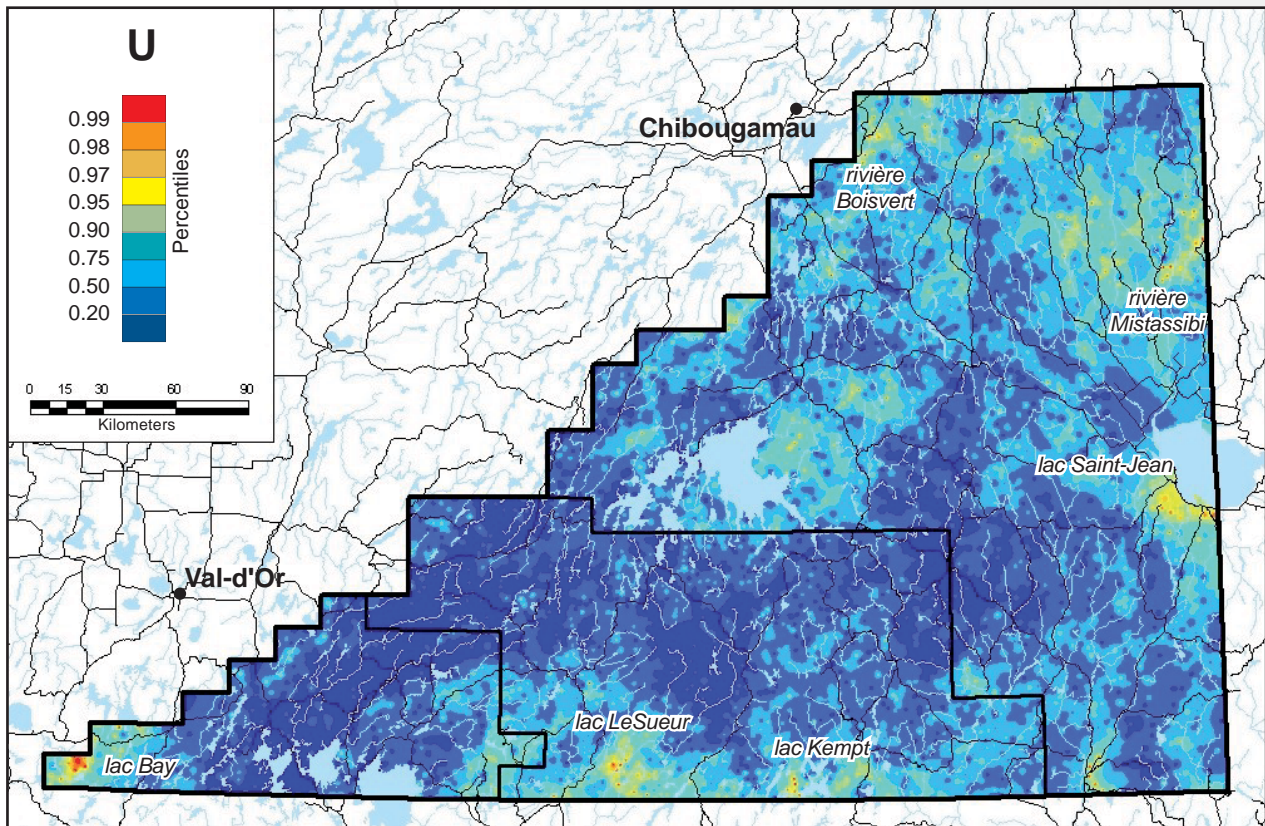 U
0.99
0.98
0.97
0.95
0.90
0.75
0.50
0.20
Percentiles
0 15 30 60 90
Kilometers
Chibougamau
rivière
Boisvert
rivière
Mistassibi
lac Saint-Jean
Val-d'Or
lac LeSueur
lac Kempt
lac Bay